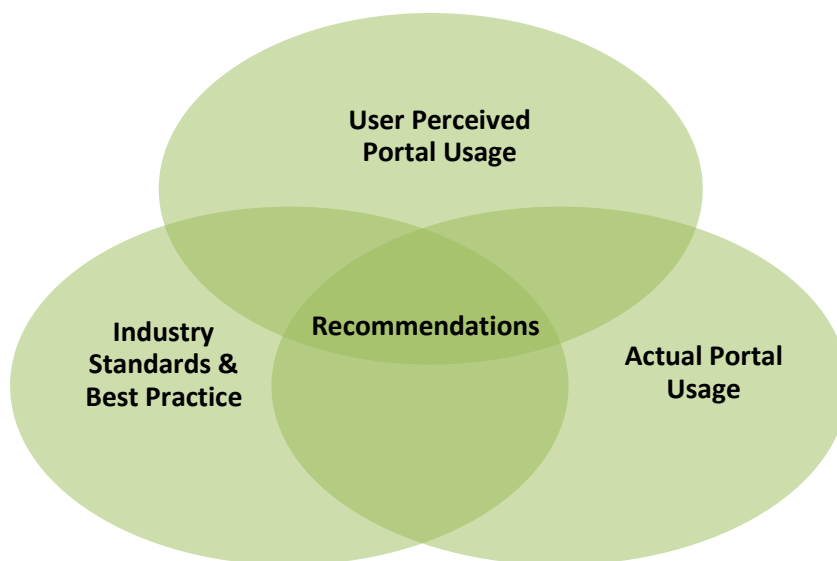 User Perceived
Portal Usage
Industry
Standards &
Best Practice
Recommendations
Actual Portal
Usage